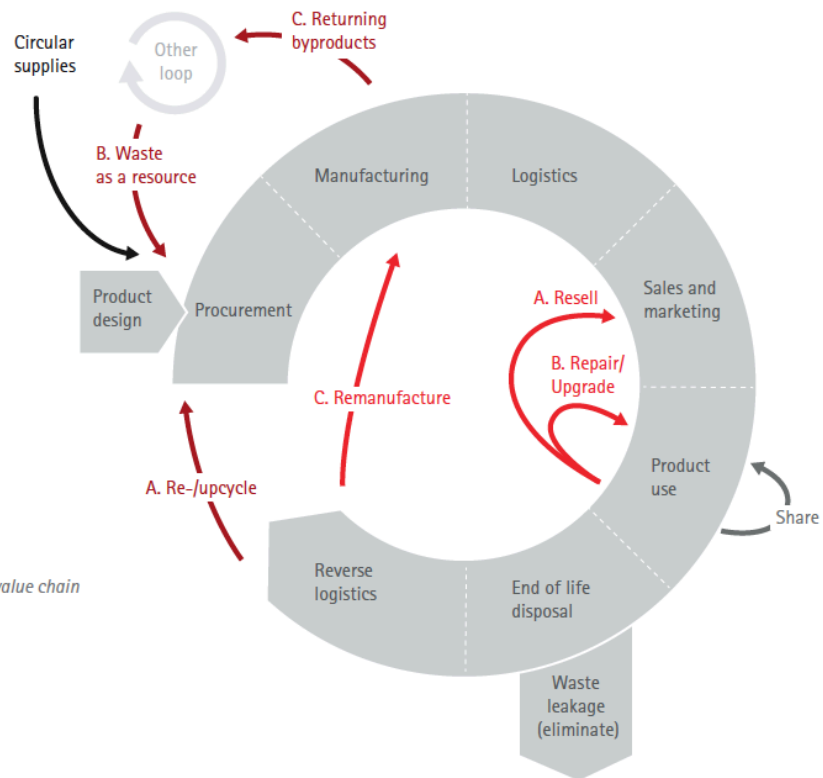 Circular
supplies
Other
loop
C. Returning
byproducts
B. Waste
as a resource
Manufacturing
Logistics
Product
design
Procurement
Sales and
marketing
A. Resell
B. Repair/
Upgrade
C. Remanufacture
A. Re-/upcycle
Product
use
Share
Reverse
logistics
End of life
disposal
value chain
Waste
leakage
(eliminate)